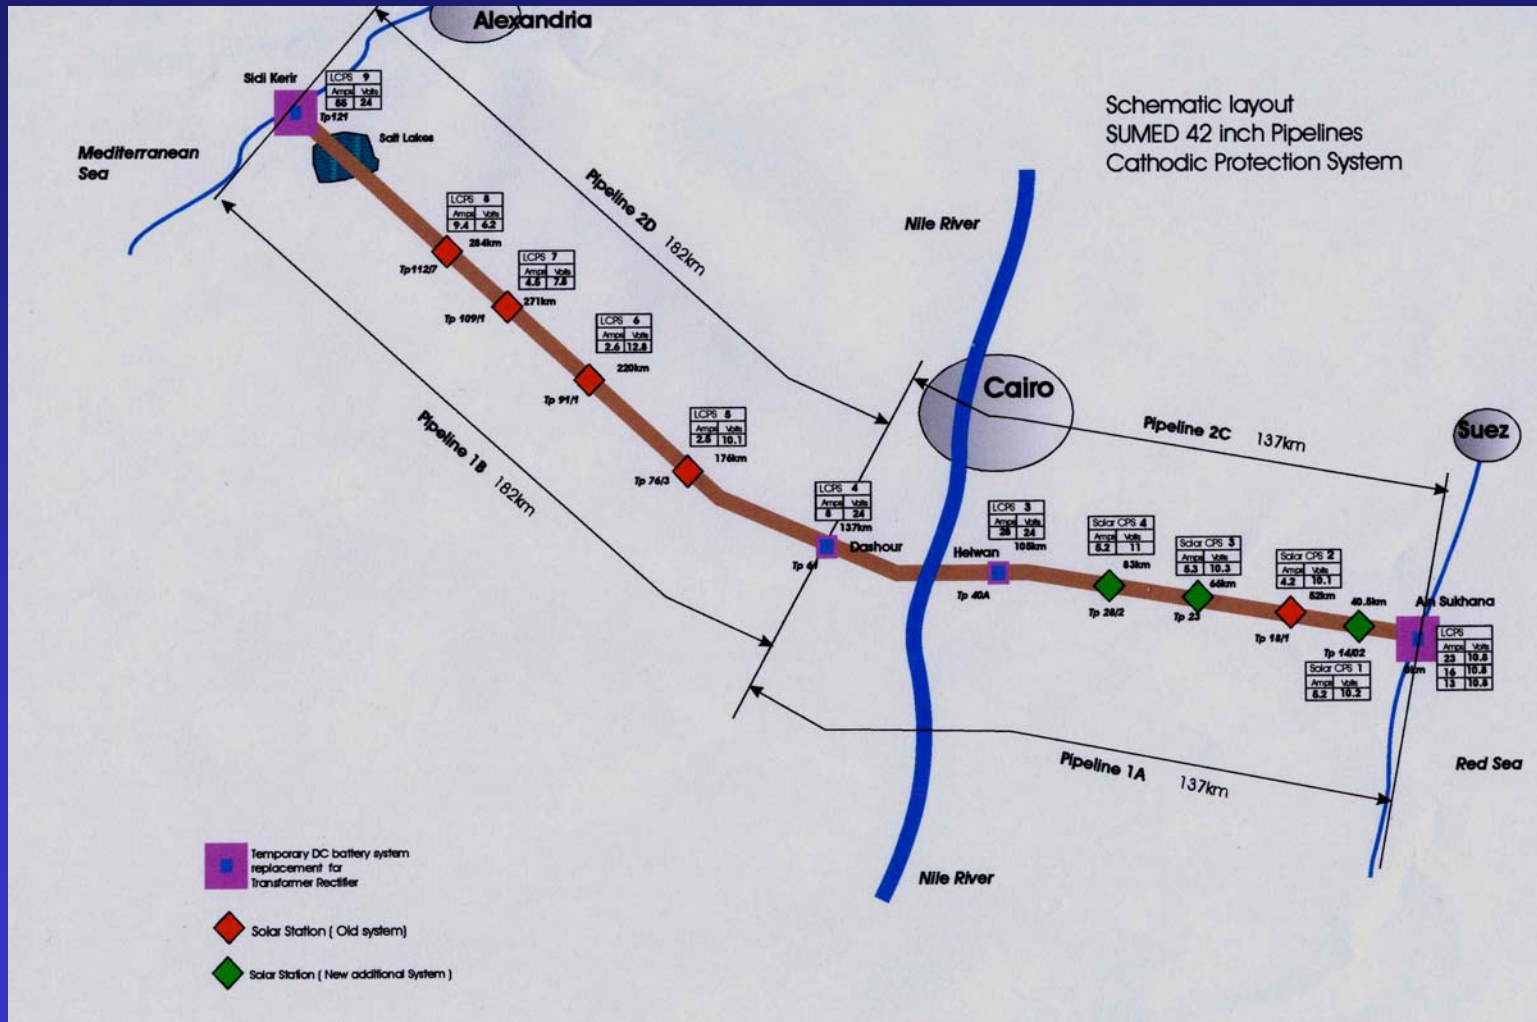 Alexandria
Schematic layout
SUMED 42 inch Pipelines
Cathodic Protection System
Sidi Kerir
LCPS 9
Amps Volts
55 24
Tp121
Salt Lakes
Mediterranean
Sea
LCPS 8
Amps Volts
9.4 6.2
284km
Tp112/7
LCPS 7
Amps Volts
4.5 7.8
271km
Tp 109/1
LCPS 6
Amps Volts
2.6 12.8
220km
Tp 91/1
LCPS 5
Amps Volts
10.1
176km
Tp 76/3
Pipeline 2D 182km
Pipeline 1B 182km
Nile River
Cairo
Suez
Pipeline 2C 137km
LCPS 4
Amps Volts
24
137km
Dashour
Tp 61
LCPS 3
Amps Volts
28 24
105km
Helwan
Tp 40A
Solar CPS 4
Amps Volts
5.2 11
83km
Tp 28/2
Solar CPS 3
Amps Volts
5.3 10.3
Tp 23
Solar CPS 2
Amps Volts
4.2 10.1
52km
Tp 18/1
40.5km
Tp 14/02
Solar CPS 1
Amps Volts
5.2 10.2
Ain Sukhana
0km
LCPS
Amps Volts
23 10.8
16 10.8
13 10.8
Pipeline 1A 137km
Red Sea
Nile River
Temporary DC battery system
replacement for
Transformer Rectifier
Solar Station ( Old system)
Solar Station ( New additional System )